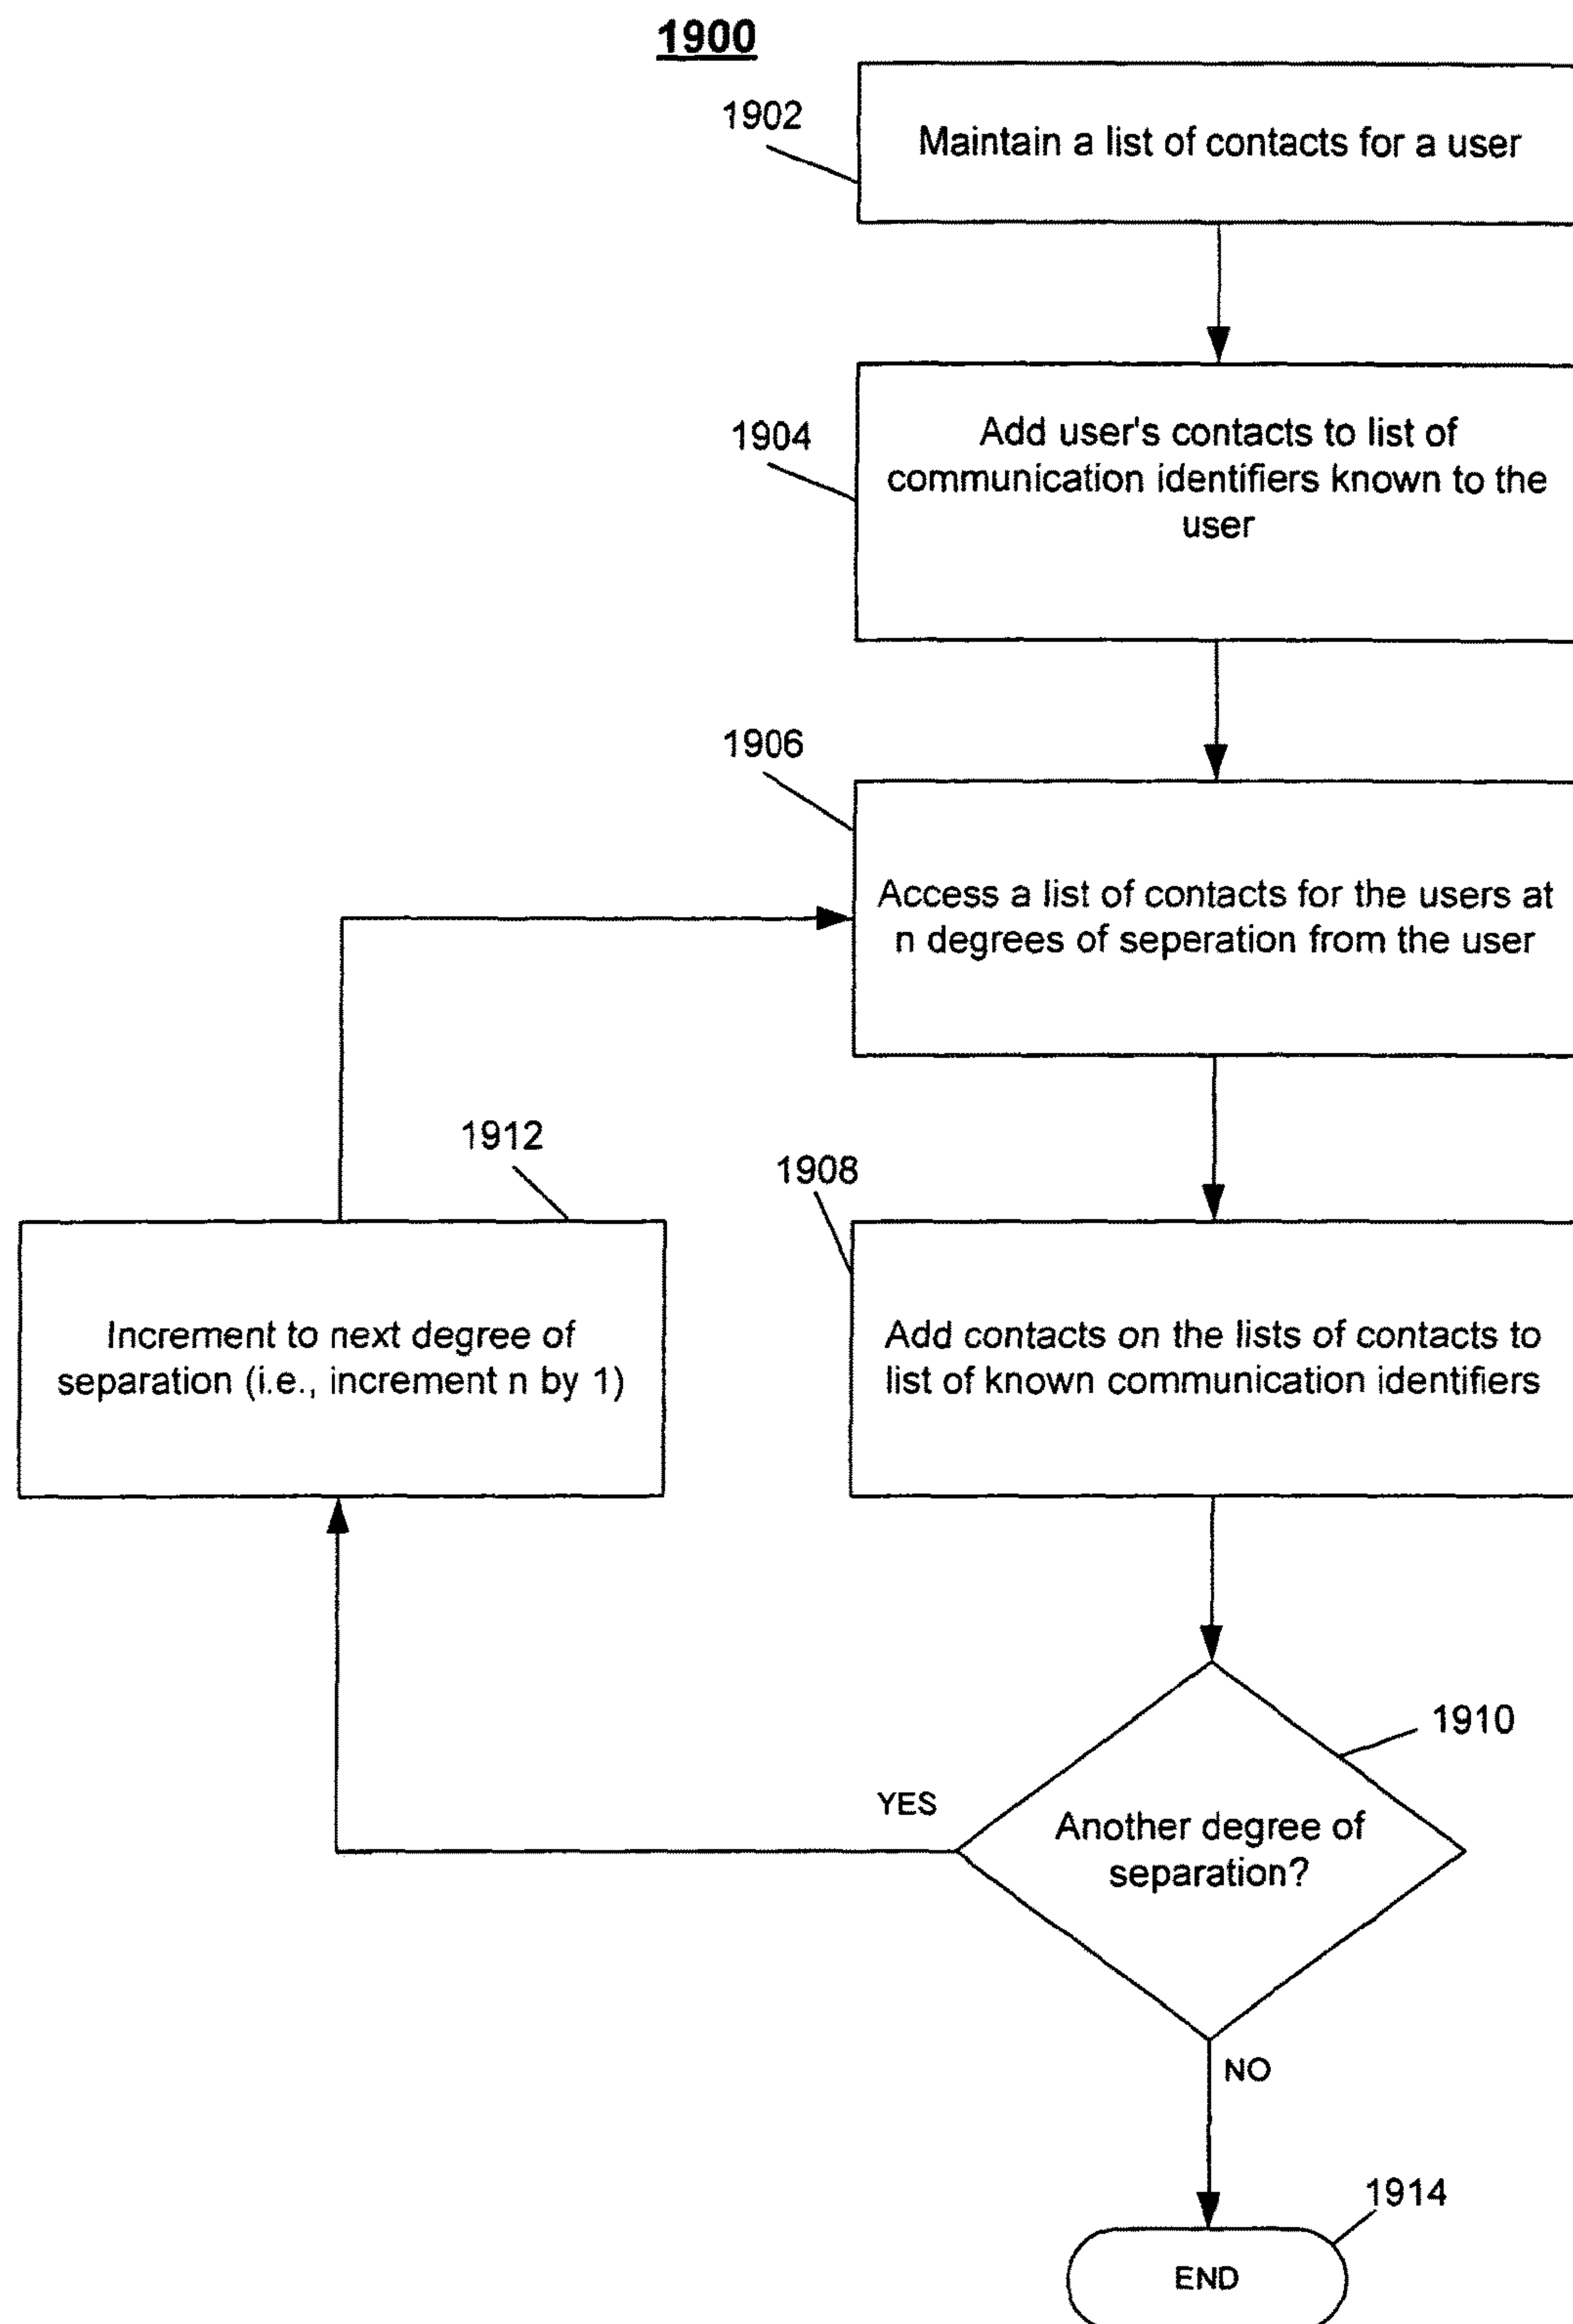 1900
1902
Maintain a list of contacts for a user
1904
Add user's contacts to list of
communication identifiers known to the
user
1906
Access a list of contacts for the users at
n degrees of seperation from the user
1912
1908
Increment to next degree of
separation (i.e., increment n by 1)
Add contacts on the lists of contacts to
list of known communication identifiers
1910
YES
Another degree of
separation?
NO
1914
END